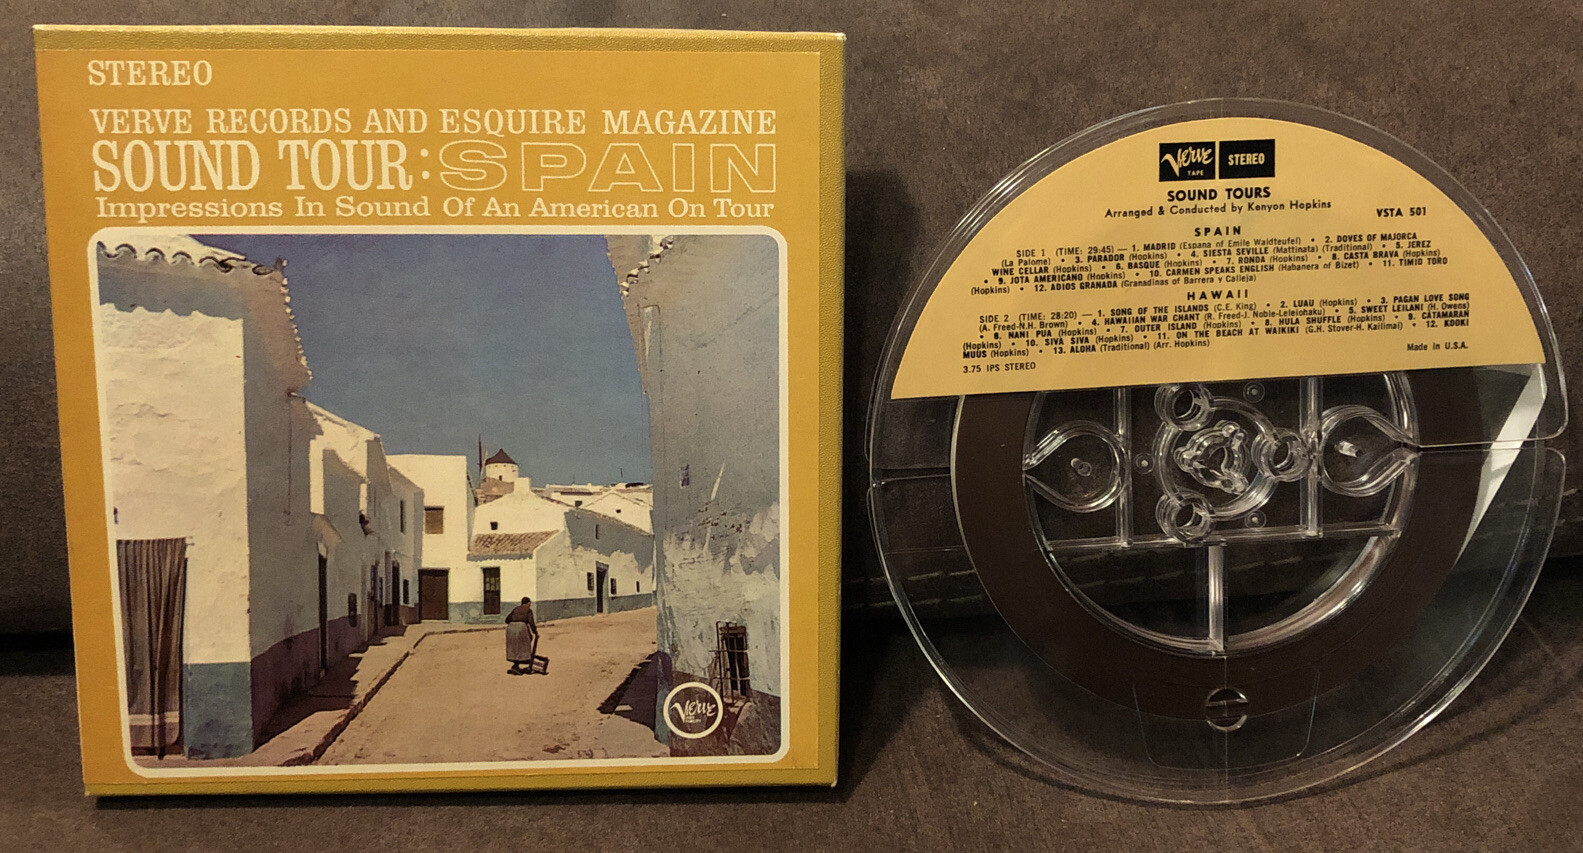 STEREO
VERVE RECORDS AND ESQUIRE MAGAZINE
SOUND TOUR: SPAIN
Impressions In Sound Of An American On Tour
Verve
Verve
TAPE
STEREO
SOUND TOURS
Arranged & Conducted by Kenyon Hopkins
VSTA 501
SPAIN
SIDE 1 (TIME: 29:45) — 1. MADRID (Espana of Emile Waldteufel) • 2. DOVES OF MAJORCA
(La Palome) • 3. PARADOR (Hopkins) • 4. SIESTA SEVILLE (Mattinata) (Traditional) • 5. JEREZ
WINE CELLAR (Hopkins) • 6. BASQUE (Hopkins) • 7. RONDA (Hopkins) • 8. CASTA BRAVA (Hopkins)
• 9. JOTA AMERICANO (Hopkins) • 10. CARMEN SPEAKS ENGLISH (Habanera of Bizet) • 11. TIMID TORO
(Hopkins) • 12. ADIOS GRANADA (Granadinas of Barrera y Calleja)
HAWAII
SIDE 2 (TIME: 28:20) — 1. SONG OF THE ISLANDS (C.E. King) • 2. LUAU (Hopkins) • 3. PAGAN LOVE SONG
(A. Freed-N.H. Brown) • 4. HAWAIIAN WAR CHANT (R. Freed-J. Noble-Leleiohaku) • 5. SWEET LEILANI (H. Owens)
• 6. NANI PUA (Hopkins) • 7. OUTER ISLAND (Hopkins) • 8. HULA SHUFFLE (Hopkins) • 9. CATAMARAN
(Hopkins) • 10. SIVA SIVA (Hopkins) • 11. ON THE BEACH AT WAIKIKI (G.H. Stover-H. Kailimai) • 12. KOOKI
MUUS (Hopkins) • 13. ALOHA (Traditional) (Arr. Hopkins)
Made in U.S.A.
3.75 IPS STEREO